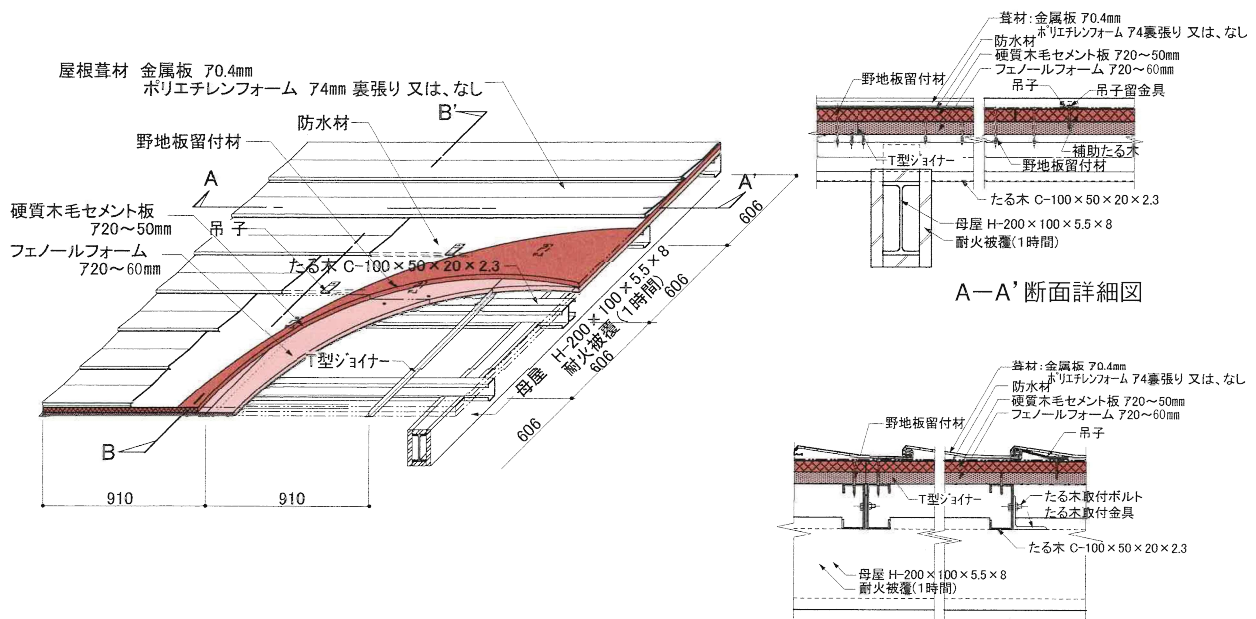 屋根葺材 金属板 ア0.4mm
ポリエチレンフォーム ア4mm 裏張り 又は、なし
B'
防水材
野地板留付材
A
A'
硬質木毛セメント板
ア20～50mm
吊子
フェノールフォーム
ア20～60mm
たる木 C-100×50×20×2.3
T型ジョイナー
母屋 H-200×100×5.5×8
耐火被覆(1時間)
606
606
606
606
B
910
910
葺材:金属板 ア0.4mm
ポリエチレンフォーム ア4裏張り 又は、なし
防水材
硬質木毛セメント板 ア20～50mm
フェノールフォーム ア20～60mm
野地板留付材
吊子
吊子留金具
T型ジョイナー
補助たる木
野地板留付材
たる木 C-100×50×20×2.3
母屋 H-200×100×5.5×8
耐火被覆(1時間)
A－A'断面詳細図
葺材:金属板 ア0.4mm
ポリエチレンフォーム ア4裏張り 又は、なし
防水材
硬質木毛セメント板 ア20～50mm
フェノールフォーム ア20～60mm
野地板留付材
吊子
T型ジョイナー
たる木取付ボルト
たる木取付金具
たる木 C-100×50×20×2.3
母屋 H-200×100×5.5×8
耐火被覆(1時間)